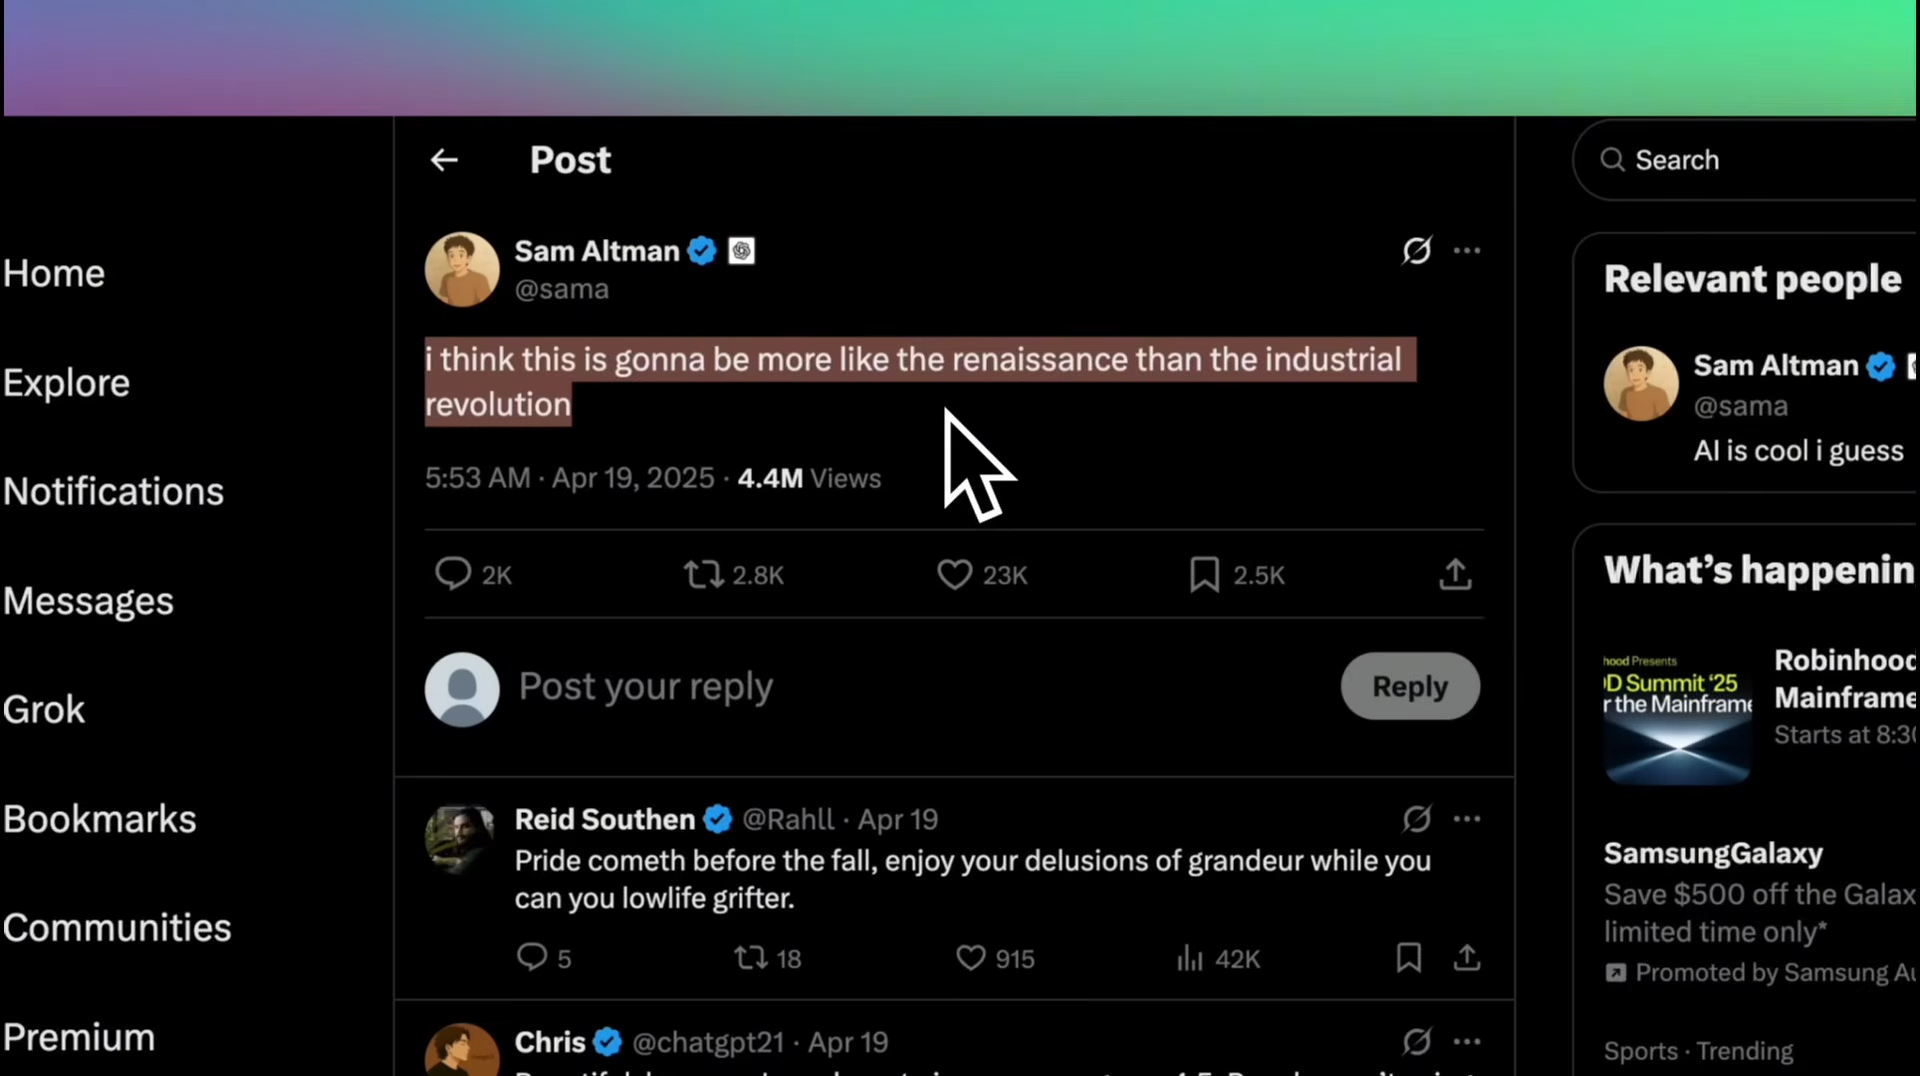 Post
Search
Home
Explore
Notifications
Messages
Grok
Bookmarks
Communities
Premium
Sam Altman
@sama
i think this is gonna be more like the renaissance than the industrial
revolution
5:53 AM · Apr 19, 2025 · 4.4M Views
2K 2.8K 23K 2.5K
Post your reply
Reply
Reid Southen @Rahll · Apr 19
Pride cometh before the fall, enjoy your delusions of grandeur while you
can you lowlife grifter.
5 18 915 42K
Chris @chatgpt21 · Apr 19
Relevant people
Sam Altman
@sama
AI is cool i guess
What's happenin
hood Presents
D Summit '25
r the Mainframe
Robinhood
Mainframe
Starts at 8:30
SamsungGalaxy
Save $500 off the Galax
limited time only*
Promoted by Samsung Au
Sports · Trending